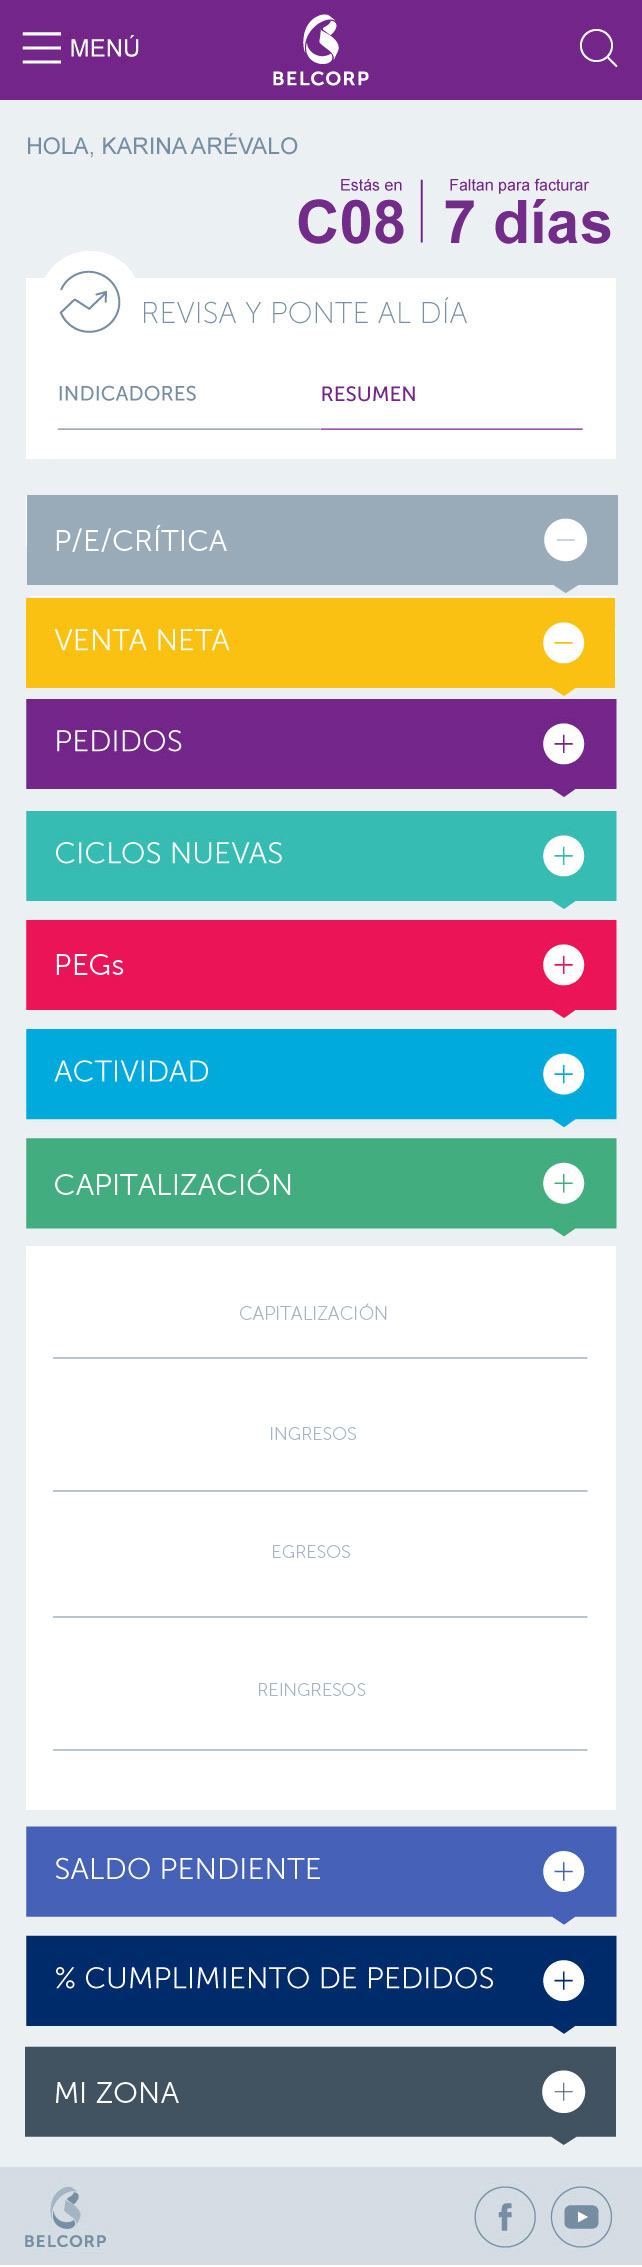 MENÚ
BELCORP
HOLA, KARINA ARÉVALO
Estás en
C08
Faltan para facturar
7 días
REVISA Y PONTE AL DÍA
INDICADORES
RESUMEN
P/E/CRÍTICA
VENTA NETA
PEDIDOS
CICLOS NUEVAS
PEGs
ACTIVIDAD
CAPITALIZACIÓN
CAPITALIZACIÓN
INGRESOS
EGRESOS
REINGRESOS
SALDO PENDIENTE
% CUMPLIMIENTO DE PEDIDOS
MI ZONA
BELCORP